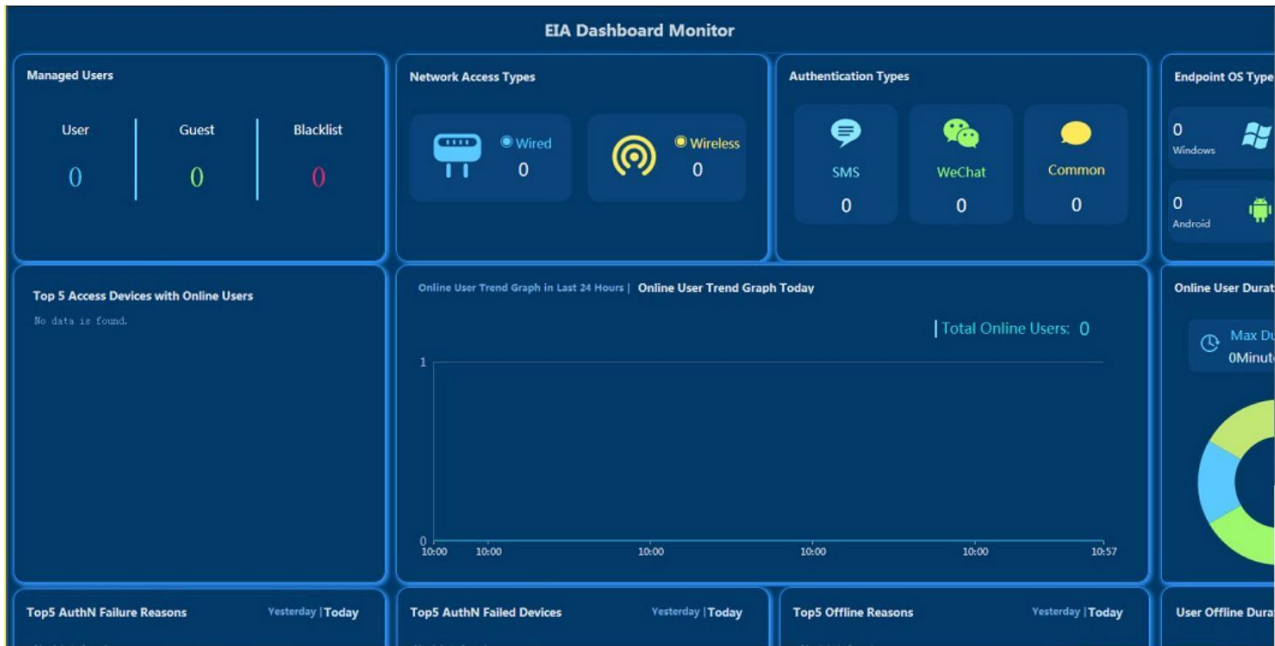 EIA Dashboard Monitor
Managed Users
User
Guest
Blacklist
0
0
0
Network Access Types
Wired
0
Wireless
0
Authentication Types
SMS
0
WeChat
0
Common
0
Endpoint OS Type
0
Windows
0
Android
Top 5 Access Devices with Online Users
No data is found.
Online User Trend Graph in Last 24 Hours | Online User Trend Graph Today
Total Online Users: 0
1
0
10:00 10:00 10:00 10:00 10:00 10:57
Online User Durat
Max Du
0Minut
Top5 AuthN Failure Reasons
Yesterday | Today
Top5 AuthN Failed Devices
Yesterday | Today
Top5 Offline Reasons
Yesterday | Today
User Offline Dura